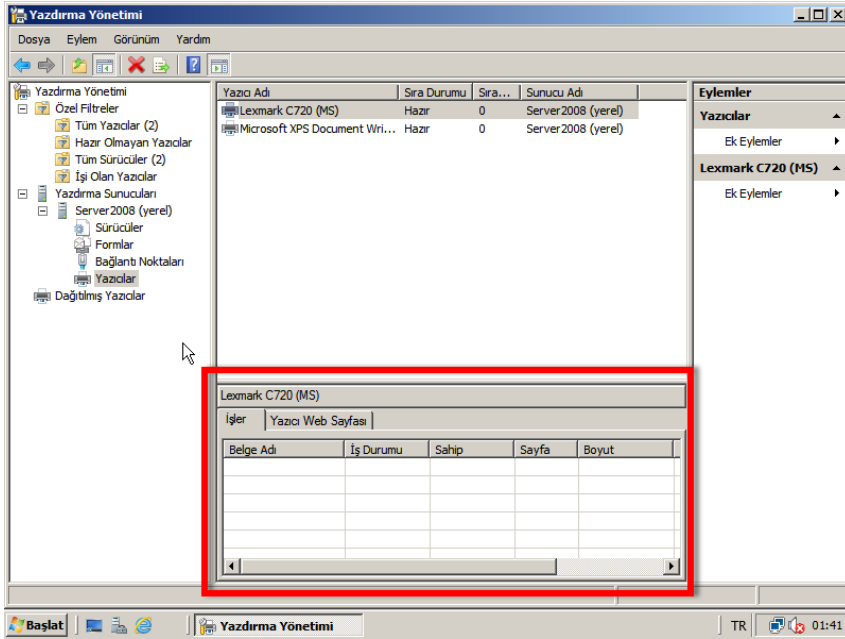 Yazdırma Yönetimi
Dosya Eylem Görünüm Yardım
Yazdırma Yönetimi
Özel Filtreler
Tüm Yazıcılar (2)
Hazır Olmayan Yazıcılar
Tüm Sürücüler (2)
İşi Olan Yazıcılar
Yazdırma Sunucuları
Server2008 (yerel)
Sürücüler
Formlar
Bağlantı Noktaları
Yazıcılar
Dağıtılmış Yazıcılar
Yazıcı Adı Sıra Durumu Sıra... Sunucu Adı
Lexmark C720 (MS) Hazır 0 Server2008 (yerel)
Microsoft XPS Document Wri... Hazır 0 Server2008 (yerel)
Lexmark C720 (MS)
İşler Yazıcı Web Sayfası
Belge Adı İş Durumu Sahip Sayfa Boyut
Eylemler
Yazıcılar
Ek Eylemler
Lexmark C720 (MS)
Ek Eylemler
Başlat Yazdırma Yönetimi TR 01:41